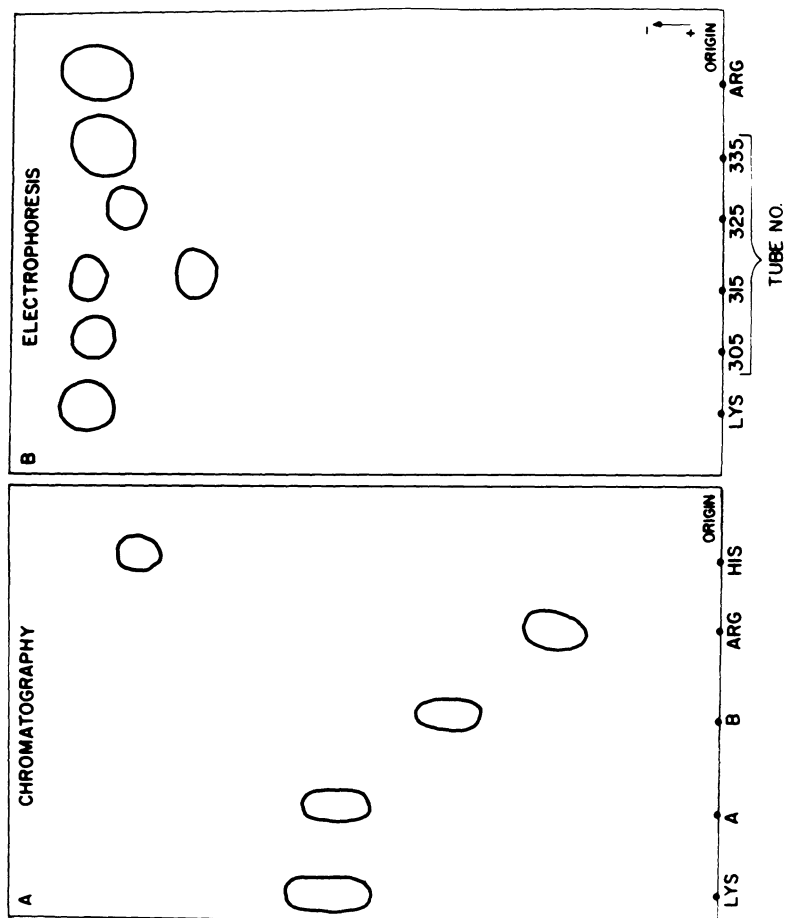 A
CHROMATOGRAPHY
ORIGIN
LYS A B ARG HIS
B
ELECTROPHORESIS
−
+
ORIGIN
LYS 305 315 325 335 ARG
TUBE NO.